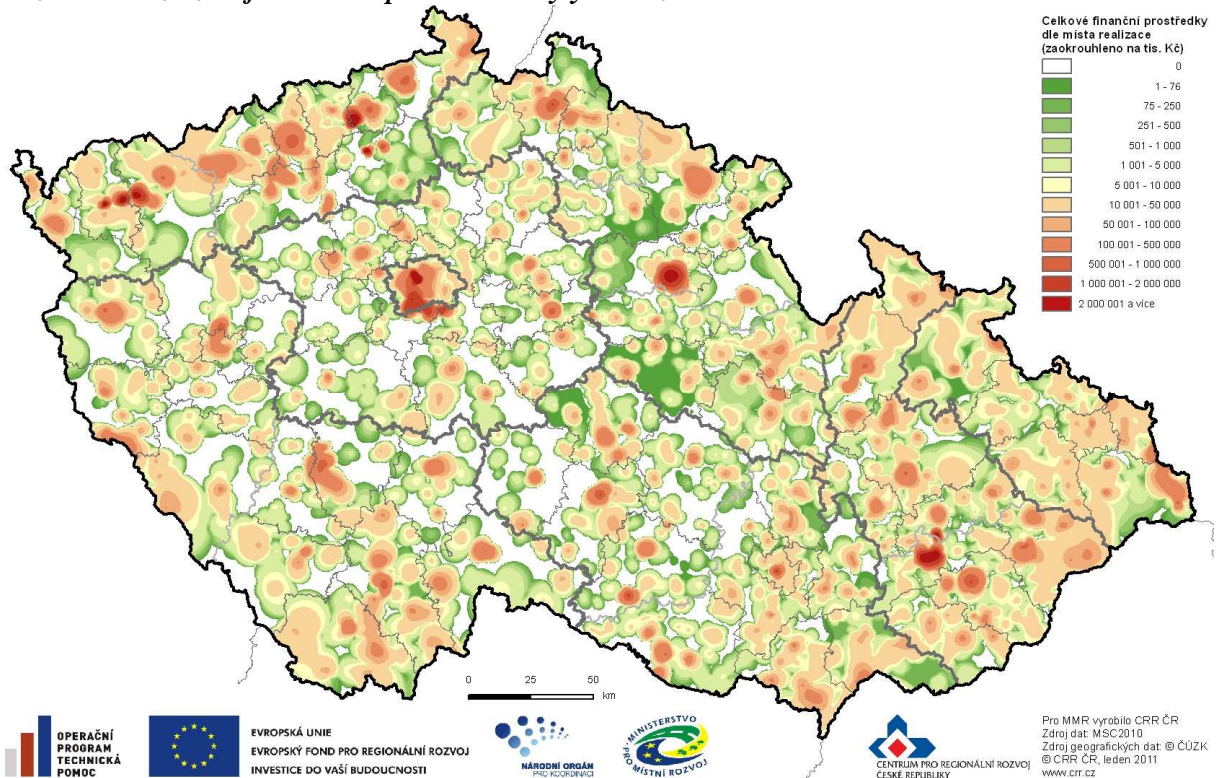 Celkové finanční prostředky
dle místa realizace
(zaokrouhleno na tis. Kč)
0
1 - 76
75 - 250
251 - 500
501 - 1 000
1 001 - 5 000
5 001 - 10 000
10 001 - 50 000
50 001 - 100 000
100 001 - 500 000
500 001 - 1 000 000
1 000 001 - 2 000 000
2 000 001 a více
0 25 50
km
OPERAČNÍ
PROGRAM
TECHNICKÁ
POMOC
EVROPSKÁ UNIE
EVROPSKÝ FOND PRO REGIONÁLNÍ ROZVOJ
INVESTICE DO VAŠÍ BUDOUCNOSTI
NÁRODNÍ ORGÁN
PRO KOORDINACI
MINISTERSTVO
PRO MÍSTNÍ ROZVOJ
CENTRUM PRO REGIONÁLNÍ ROZVOJ
ČESKÉ REPUBLIKY
Pro MMR vyrobilo CRR ČR
Zdroj dat: MSC2010
Zdroj geografických dat: © ČÚZK
© CRR ČR, leden 2011
www.crr.cz